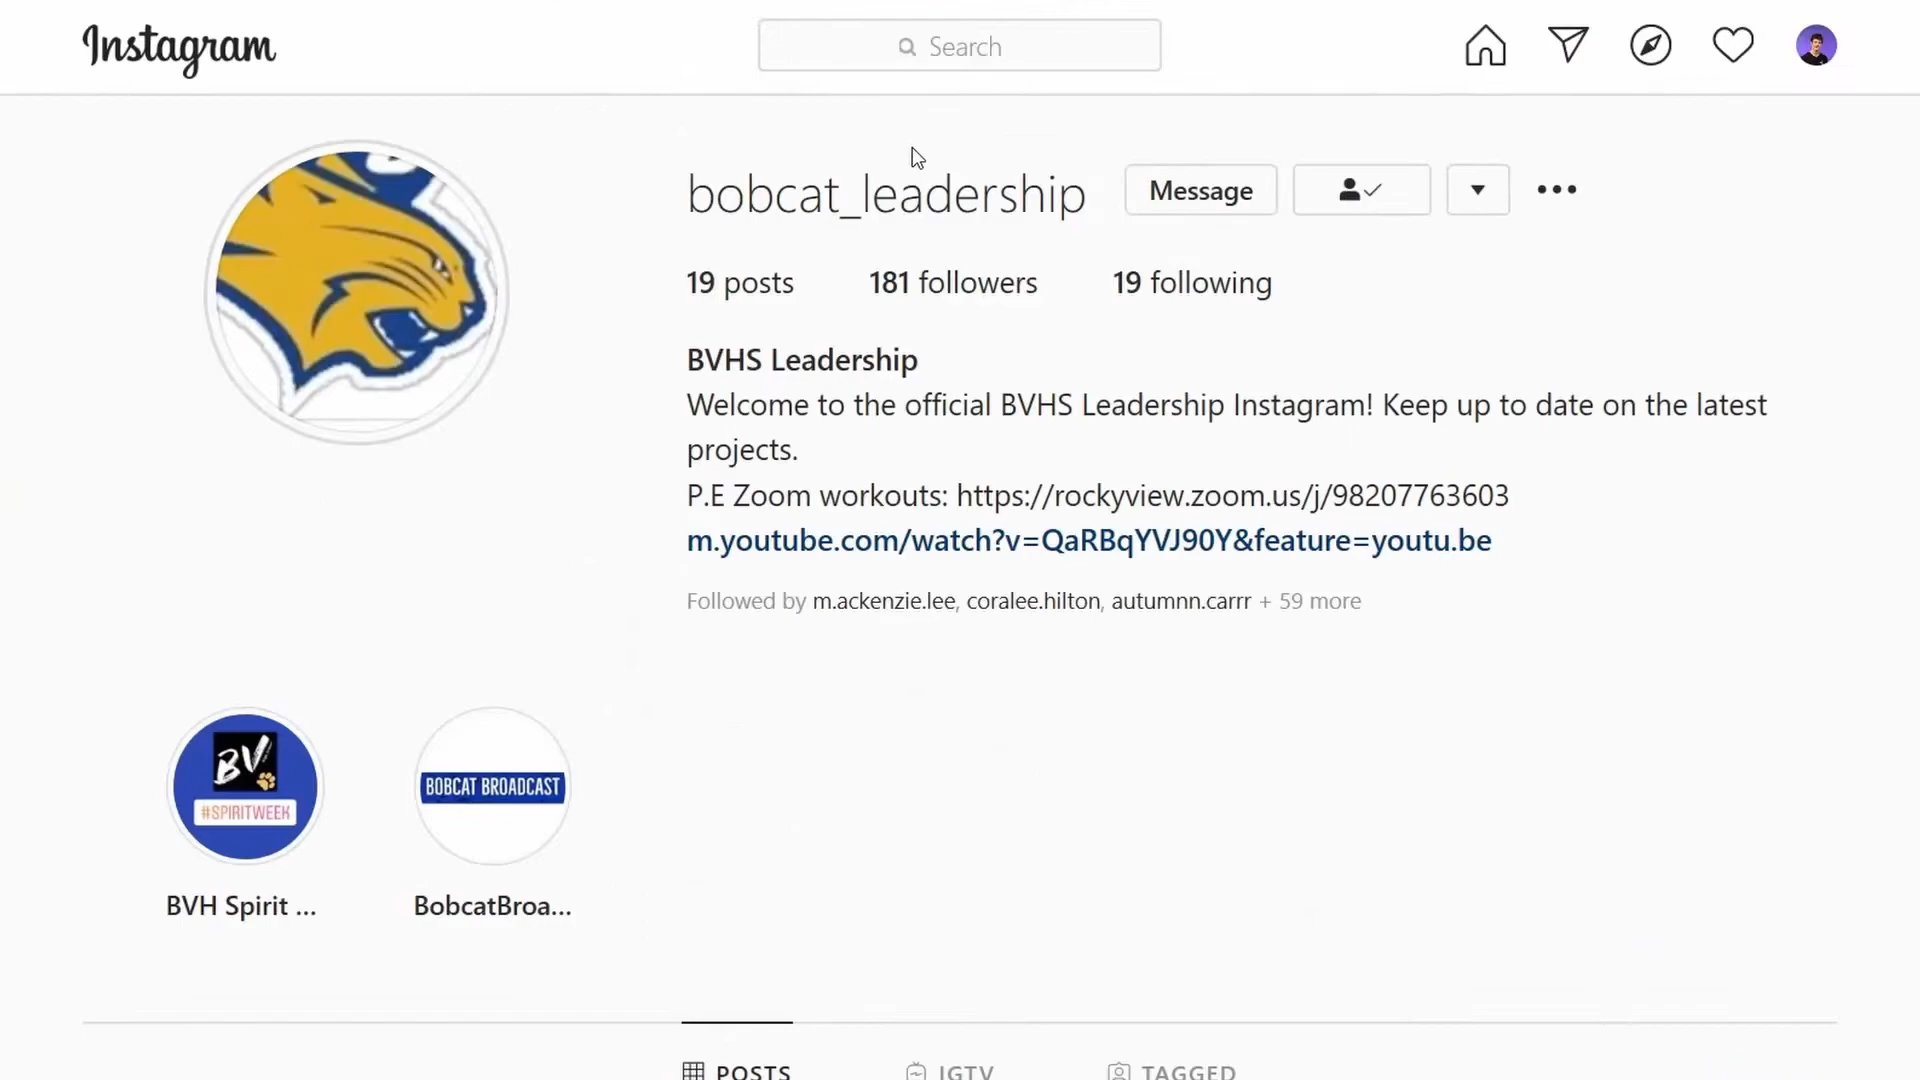 Instagram
Search
bobcat_leadership
Message
19 posts 181 followers 19 following
BVHS Leadership
Welcome to the official BVHS Leadership Instagram! Keep up to date on the latest
projects.
P.E Zoom workouts: https://rockyview.zoom.us/j/98207763603
m.youtube.com/watch?v=QaRBqYVJ90Y&feature=youtu.be
Followed by m.ackenzie.lee, coralee.hilton, autumnn.carrr + 59 more
BV
#SPIRITWEEK
BOBCAT BROADCAST
BVH Spirit ...
BobcatBroa...
POSTS IGTV TAGGED